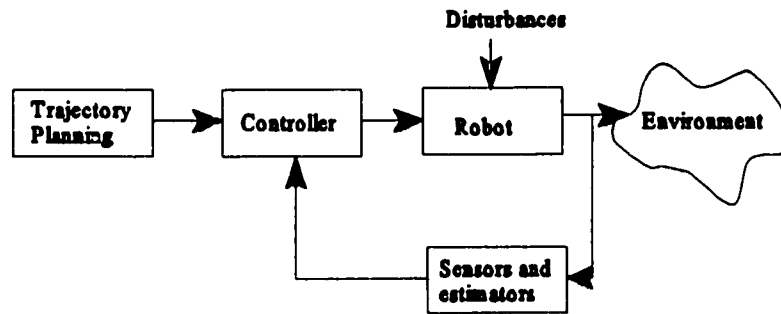 Disturbances
Trajectory
Planning
Controller
Robot
Environment
Sensors and
estimators